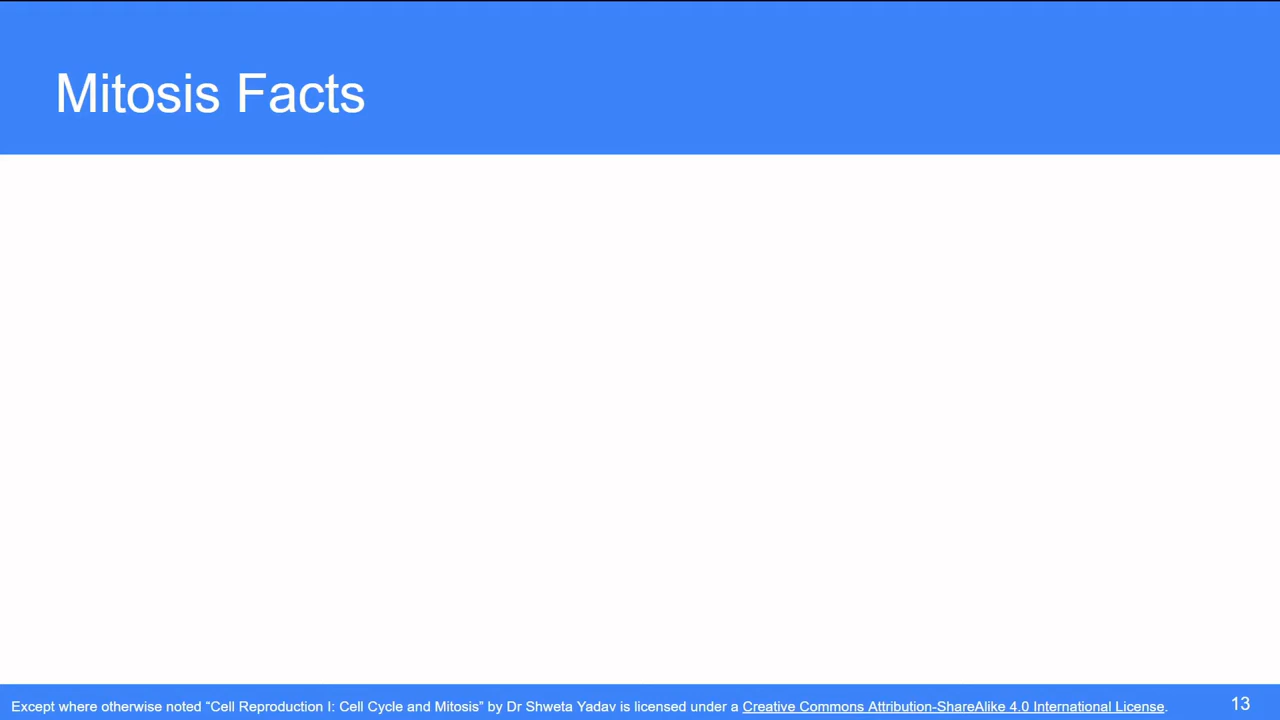 Mitosis Facts
Except where otherwise noted “Cell Reproduction I: Cell Cycle and Mitosis” by Dr Shweta Yadav is licensed under a Creative Commons Attribution-ShareAlike 4.0 International License.
13